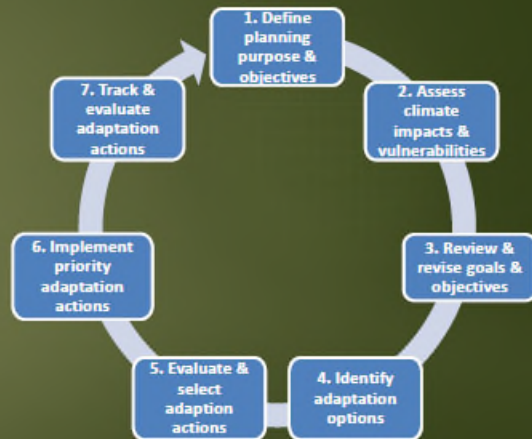 1. Define
planning
purpose &
objectives
2. Assess
climate
impacts &
vulnerabilities
3. Review &
revise goals &
objectives
4. Identify
adaptation
options
5. Evaluate &
select
adaption
actions
6. Implement
priority
adaptation
actions
7. Track &
evaluate
adaptation
actions